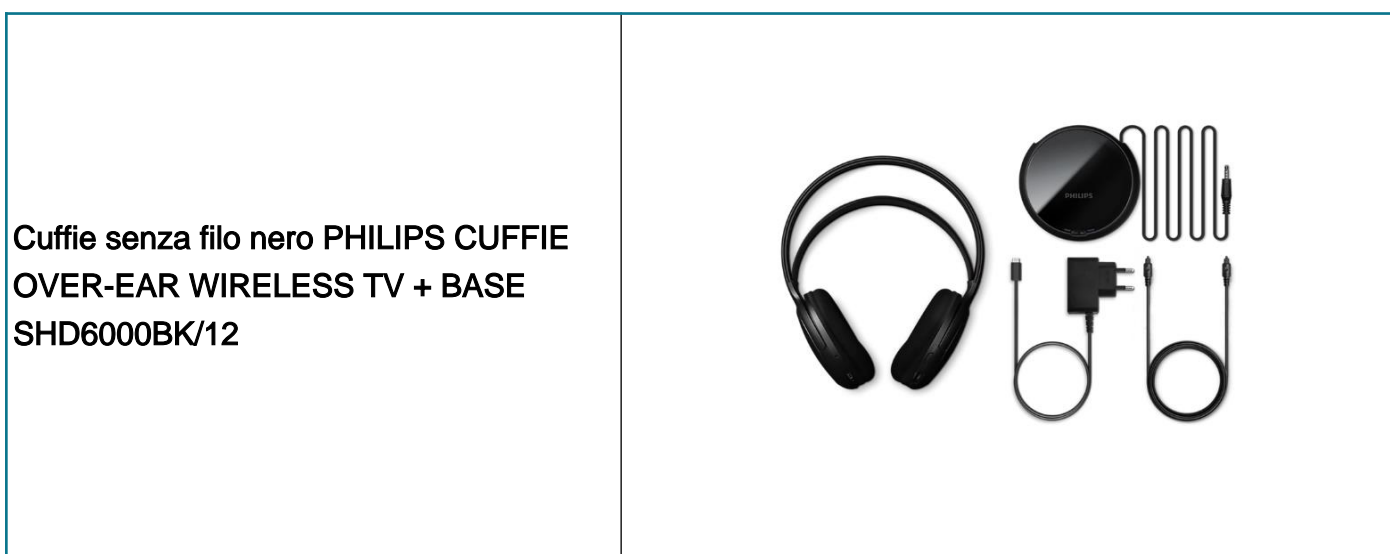 Cuffie senza filo nero PHILIPS CUFFIE
OVER-EAR WIRELESS TV + BASE
SHD6000BK/12
PHILIPS